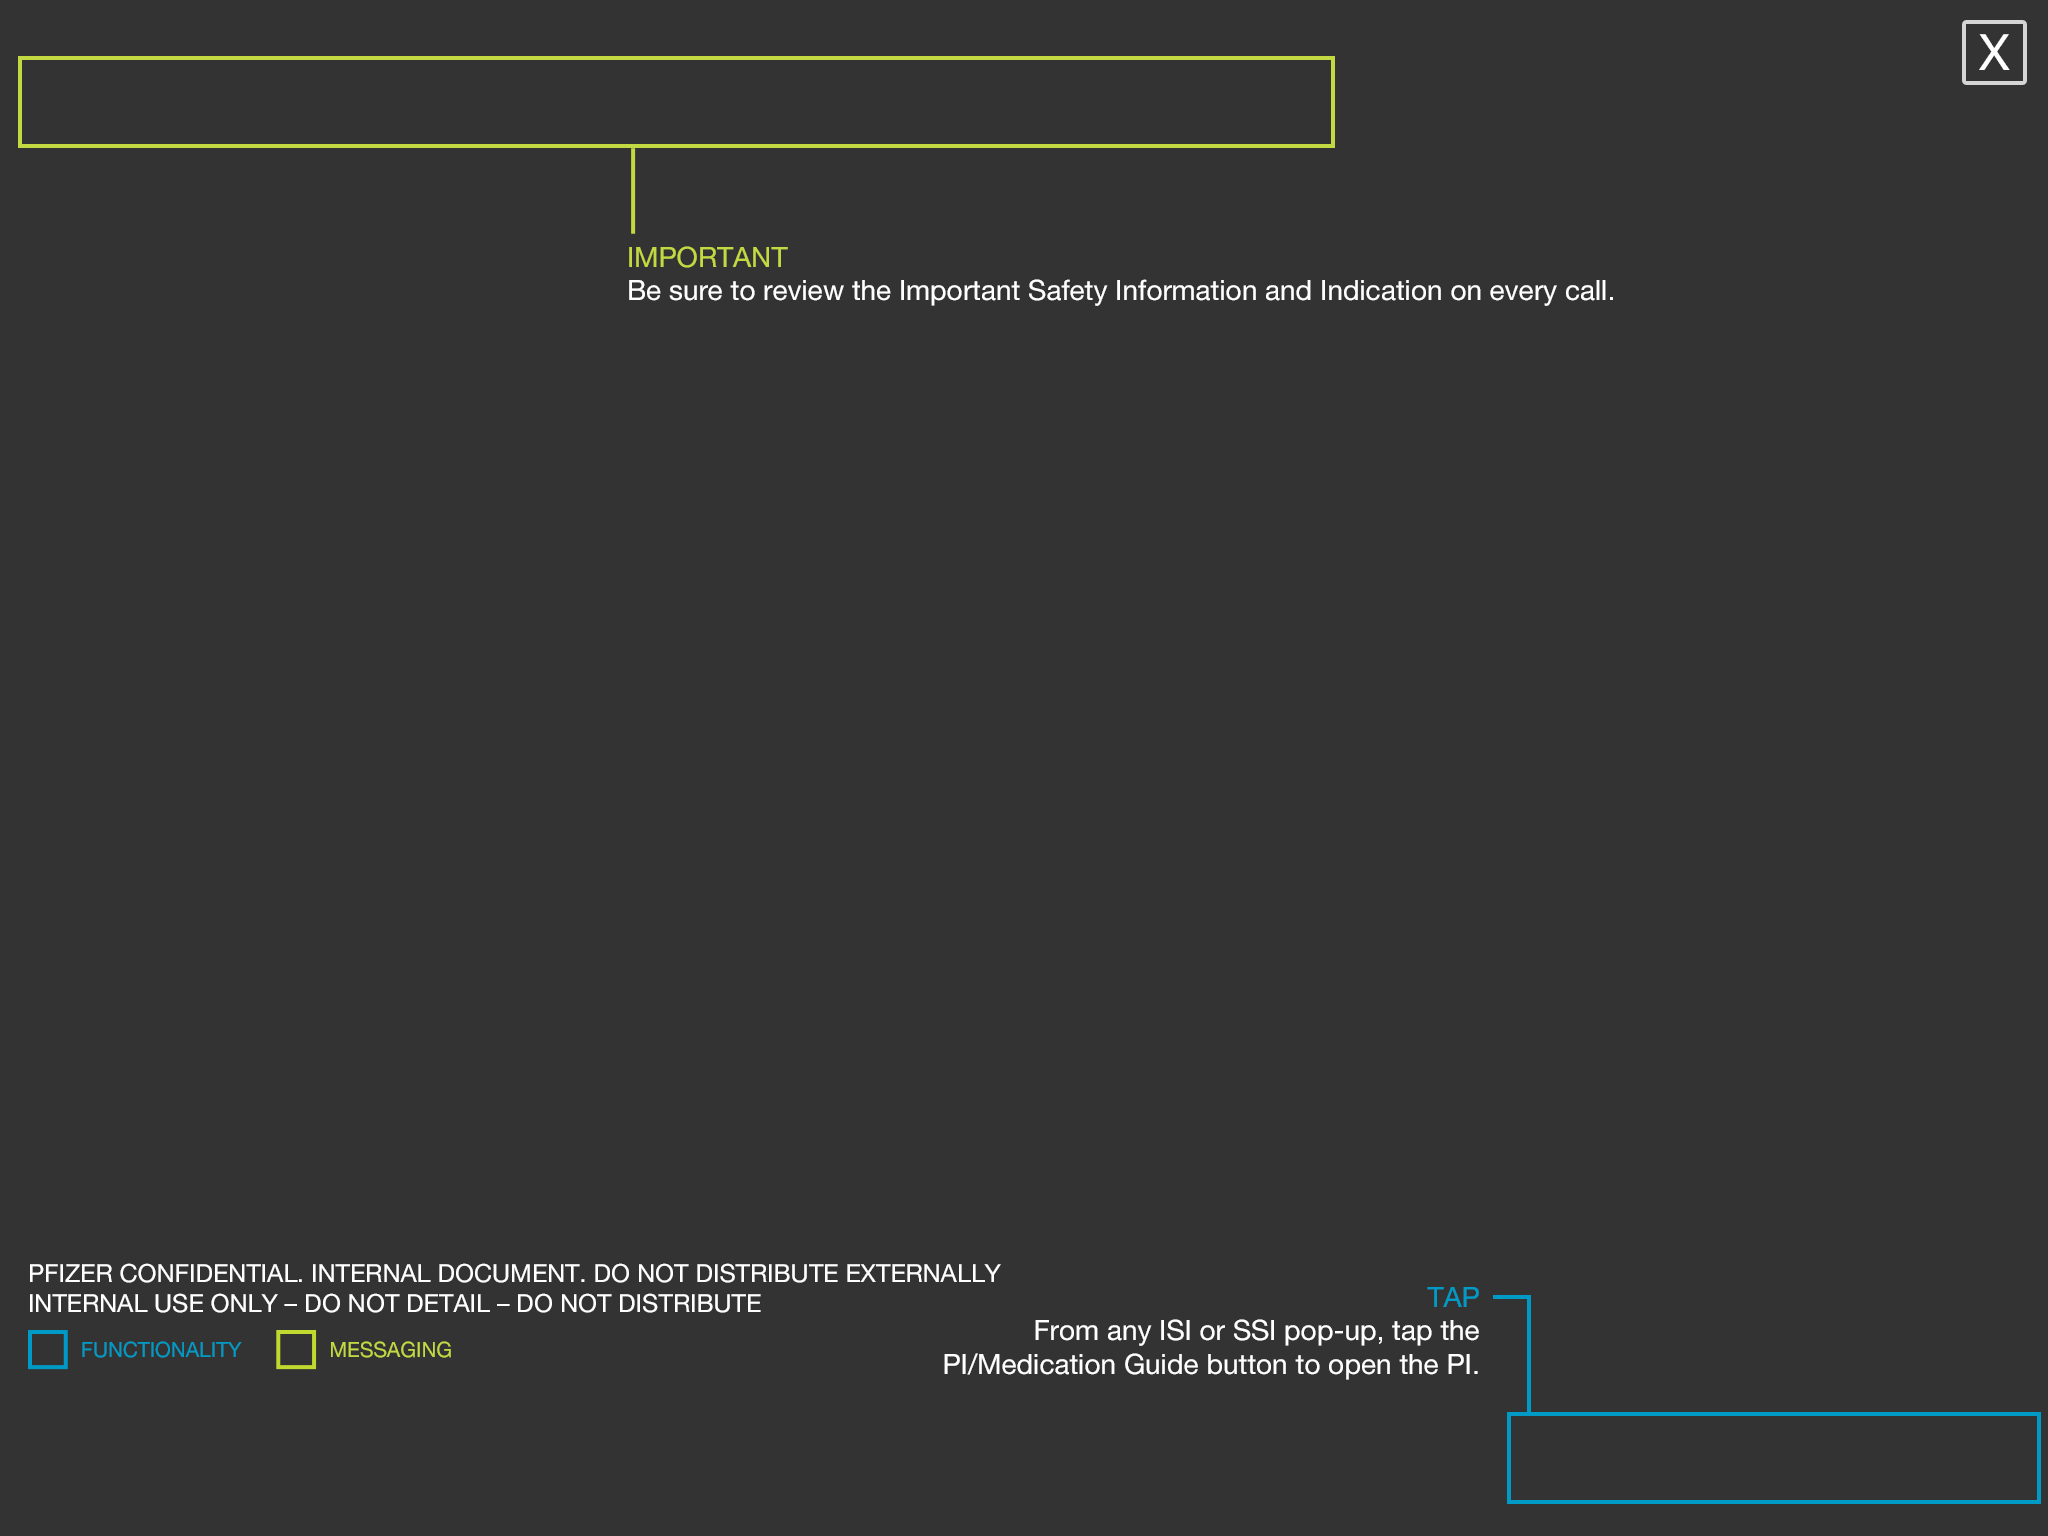 X
IMPORTANT
Be sure to review the Important Safety Information and Indication on every call.
PFIZER CONFIDENTIAL. INTERNAL DOCUMENT. DO NOT DISTRIBUTE EXTERNALLY
INTERNAL USE ONLY – DO NOT DETAIL – DO NOT DISTRIBUTE
FUNCTIONALITY MESSAGING
TAP
From any ISI or SSI pop-up, tap the
PI/Medication Guide button to open the PI.